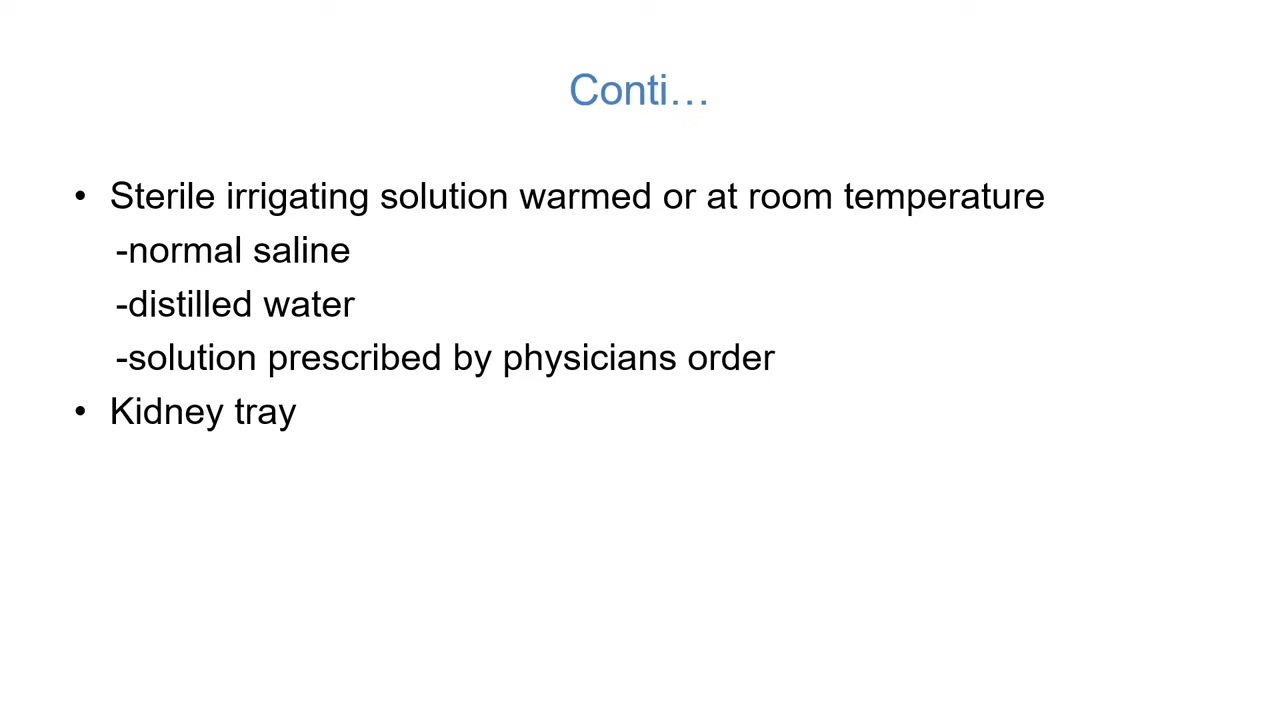 Conti…
• Sterile irrigating solution warmed or at room temperature
-normal saline
-distilled water
-solution prescribed by physicians order
• Kidney tray